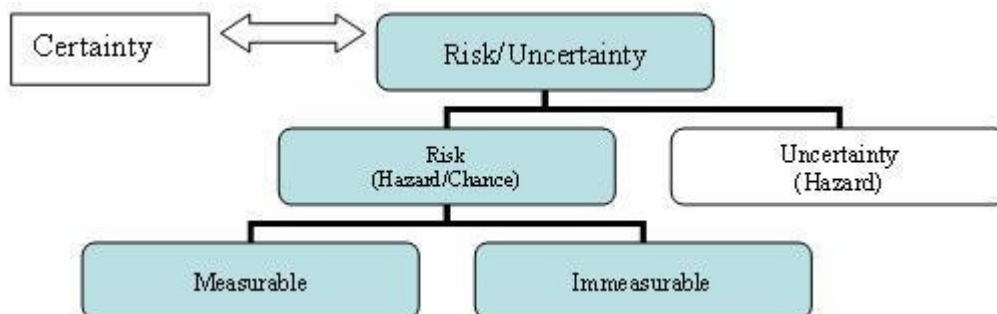 Certainty
Risk/Uncertainty
Risk
(Hazard/Chance)
Uncertainty
(Hazard)
Measurable
Immeasurable